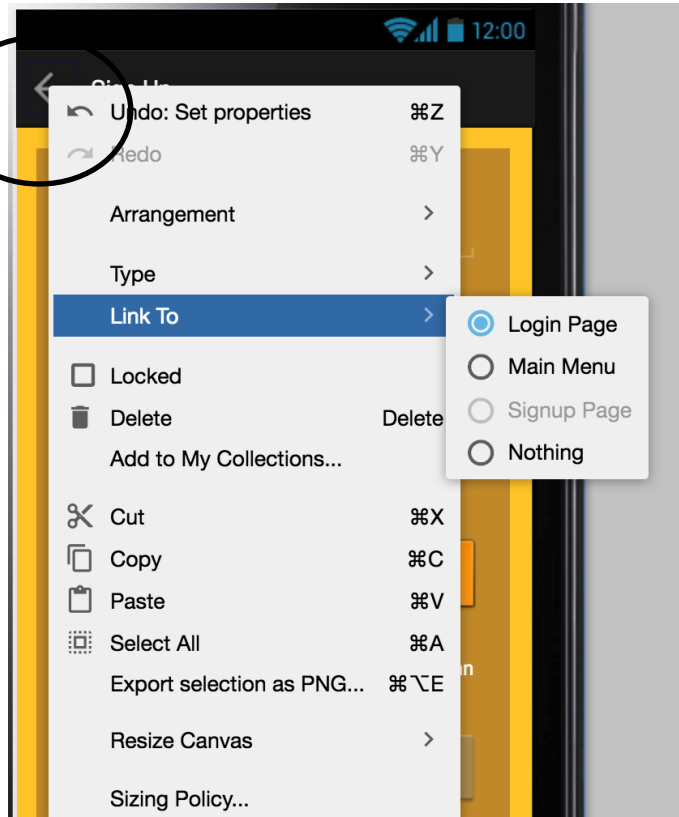 12:00
Undo: Set properties ⌘Z
Redo ⌘Y
Arrangement
Type
Link To
Login Page
Main Menu
Signup Page
Nothing
Locked
Delete Delete
Add to My Collections...
Cut ⌘X
Copy ⌘C
Paste ⌘V
Select All ⌘A
Export selection as PNG... ⌘⌥E
Resize Canvas
Sizing Policy...